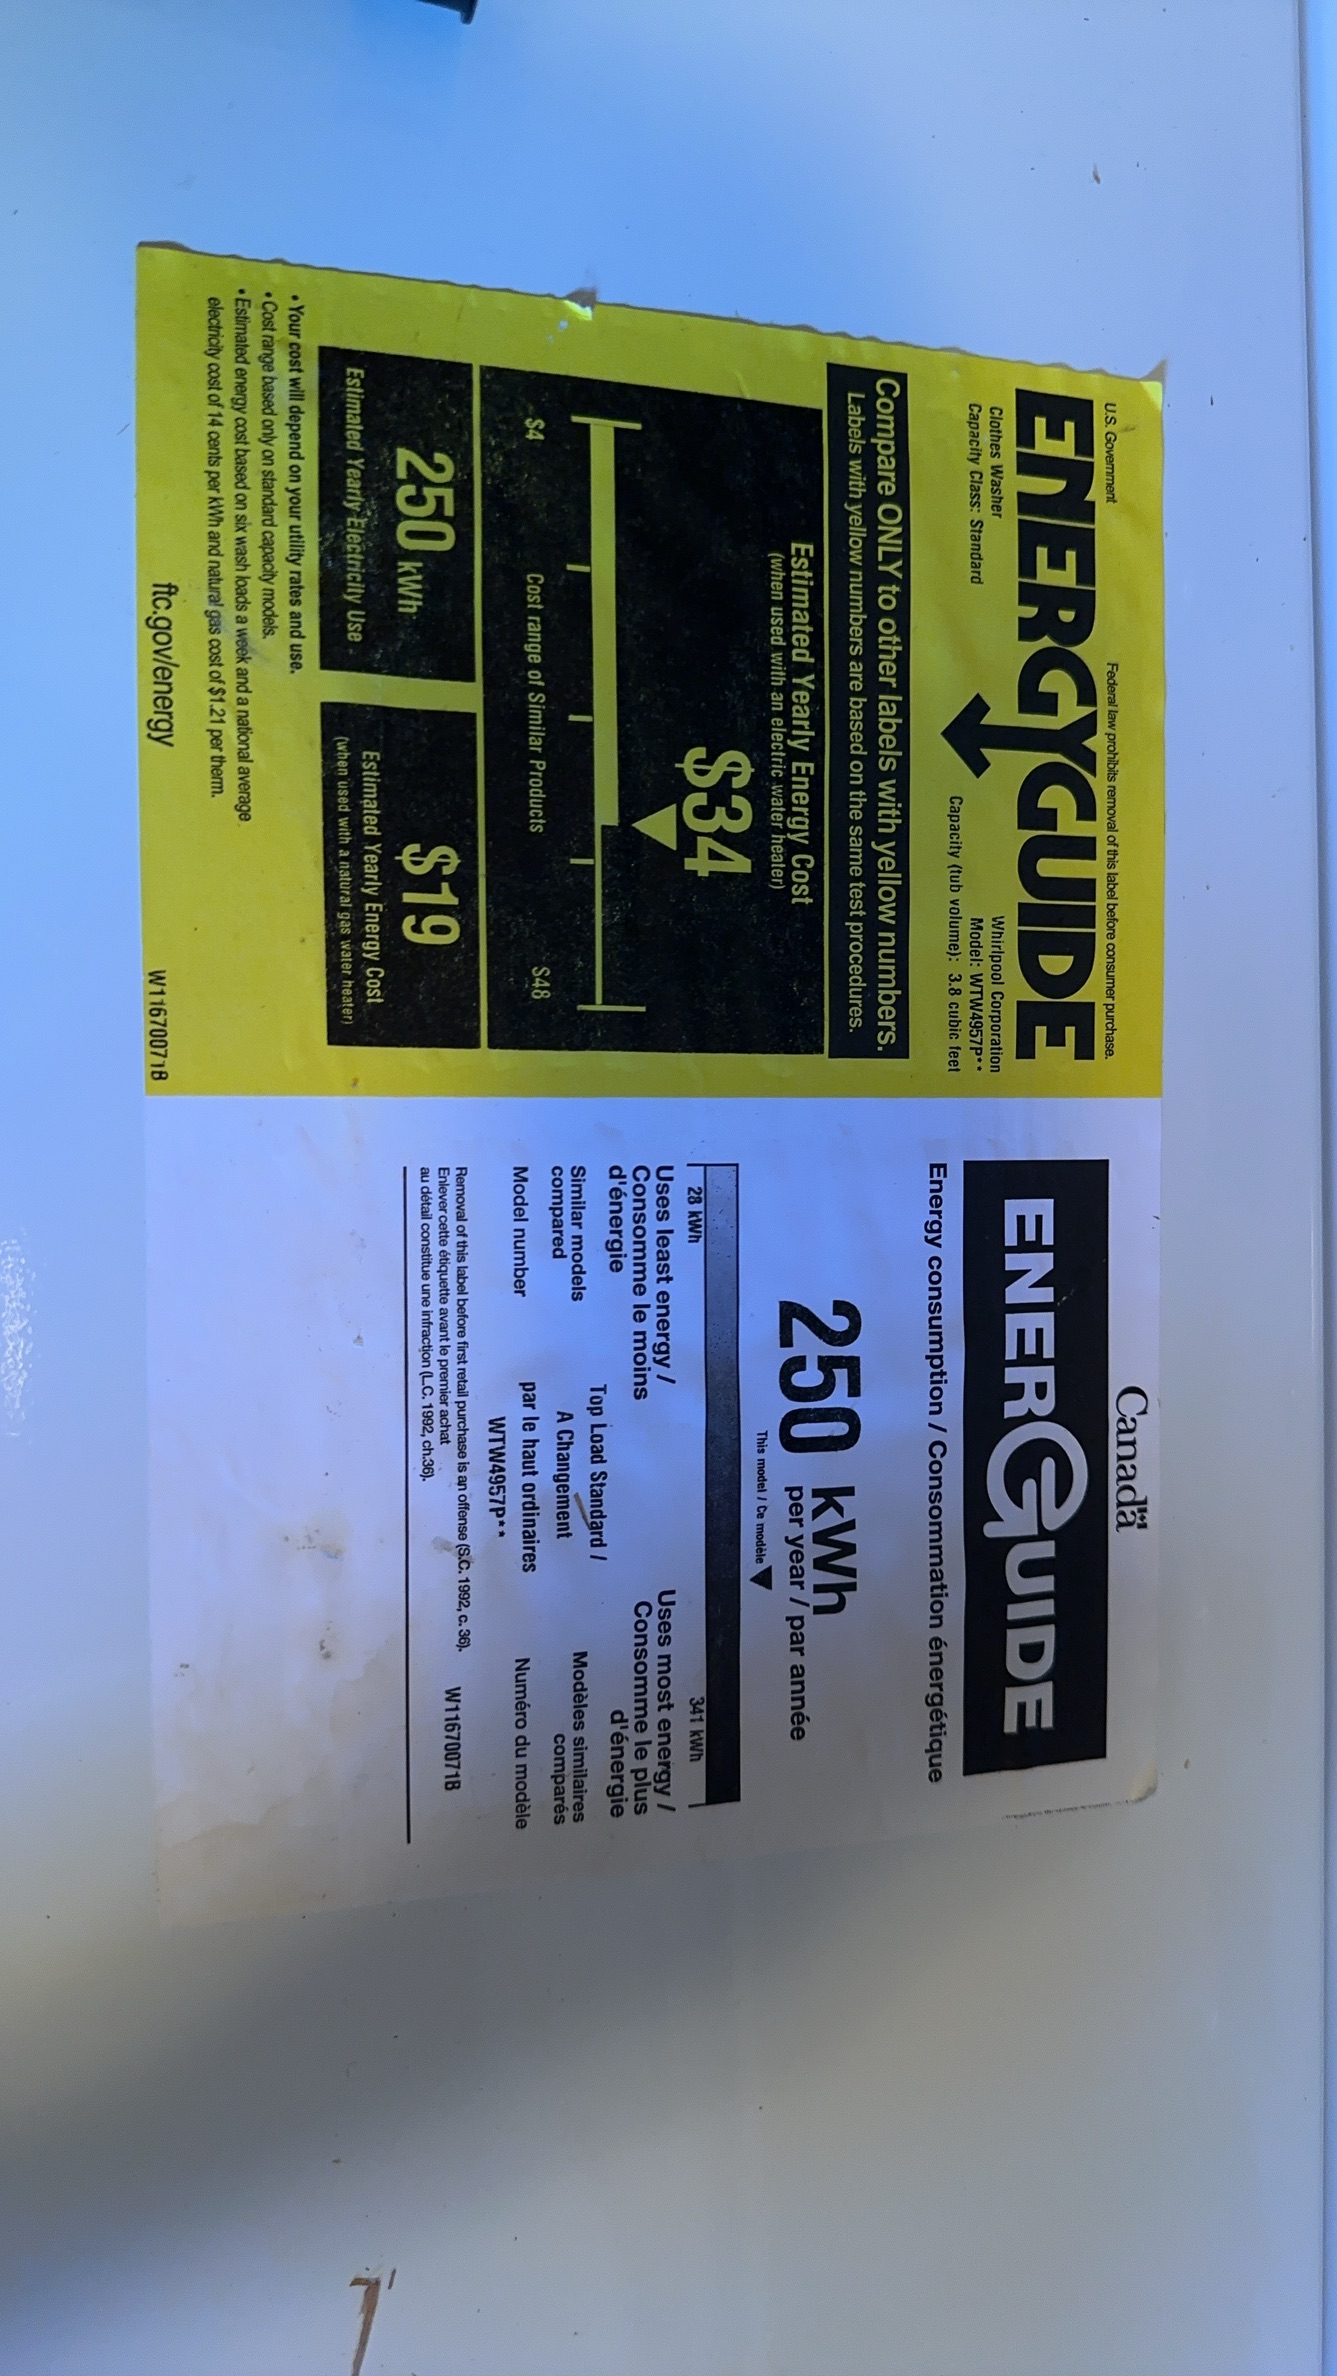 U.S. Government
Federal law prohibits removal of this label before consumer purchase.
ENERGYGUIDE
Clothes Washer
Capacity Class: Standard
Whirlpool Corporation
Model: WTW4957P**
Capacity (tub volume): 3.8 cubic feet
Compare ONLY to other labels with yellow numbers.
Labels with yellow numbers are based on the same test procedures.
Estimated Yearly Energy Cost
(when used with an electric water heater)
$34
$4
$48
Cost range of Similar Products
250 kWh
Estimated Yearly Electricity Use
$19
Estimated Yearly Energy Cost
(when used with a natural gas water heater)
• Your cost will depend on your utility rates and use.
• Cost range based only on standard capacity models.
• Estimated energy cost based on six wash loads a week and a national average
electricity cost of 14 cents per kWh and natural gas cost of $1.21 per therm.
ftc.gov/energy
W11670071B
Canada
ENERGUIDE
Energy consumption / Consommation énergétique
250 kWh
per year / par année
This model / Ce modèle
28 kWh
341 kWh
Uses least energy /
Consomme le moins
d'énergie
Uses most energy /
Consomme le plus
d'énergie
Similar models
compared
Top Load Standard /
A Changement
par le haut ordinaires
Modèles similaires
comparés
Model number
WTW4957P**
Numéro du modèle
Removal of this label before first retail purchase is an offense (S.C. 1992, c. 36).
Enlever cette étiquette avant le premier achat
au détail constitue une infraction (L.C. 1992, ch.36).
W11670071B